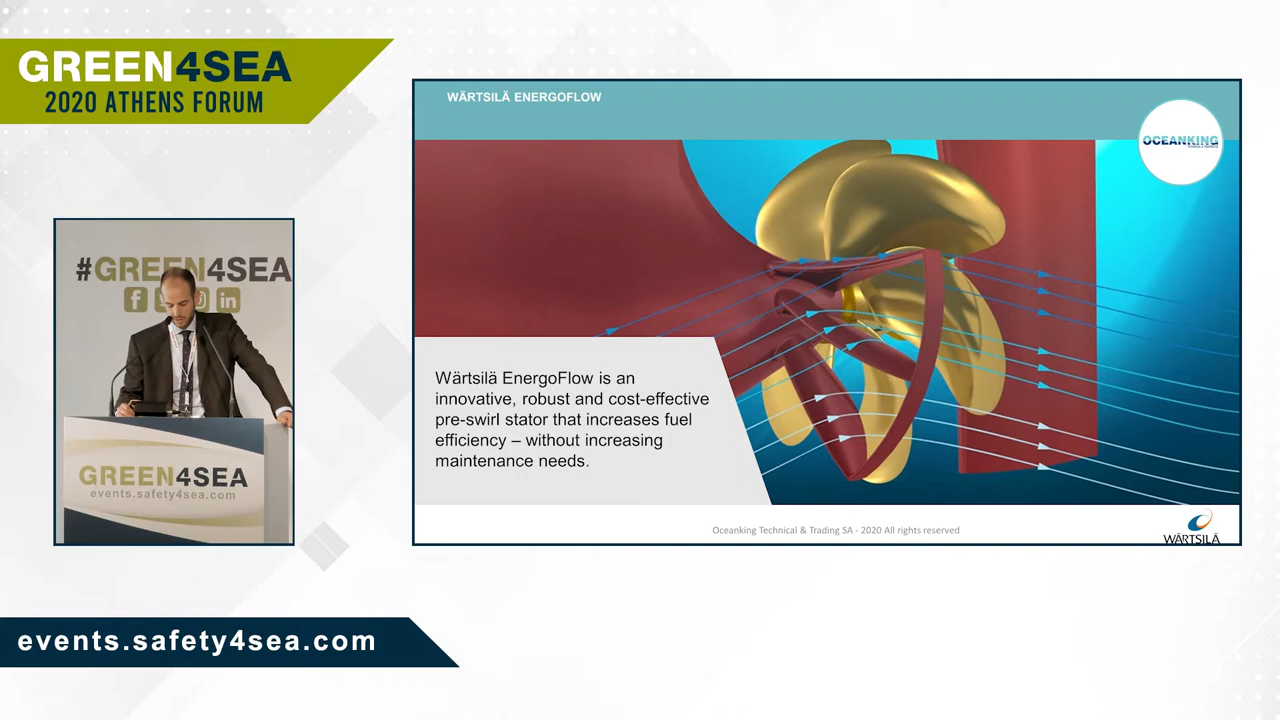 GREEN4SEA
2020 ATHENS FORUM
WÄRTSILÄ ENERGOFLOW
OCEANKING
#GREEN4SEA
GREEN4SEA
events.safety4sea.com
Wärtsilä EnergoFlow is an
innovative, robust and cost-effective
pre-swirl stator that increases fuel
efficiency – without increasing
maintenance needs.
Oceanking Technical & Trading SA - 2020 All rights reserved
WÄRTSILÄ
events.safety4sea.com